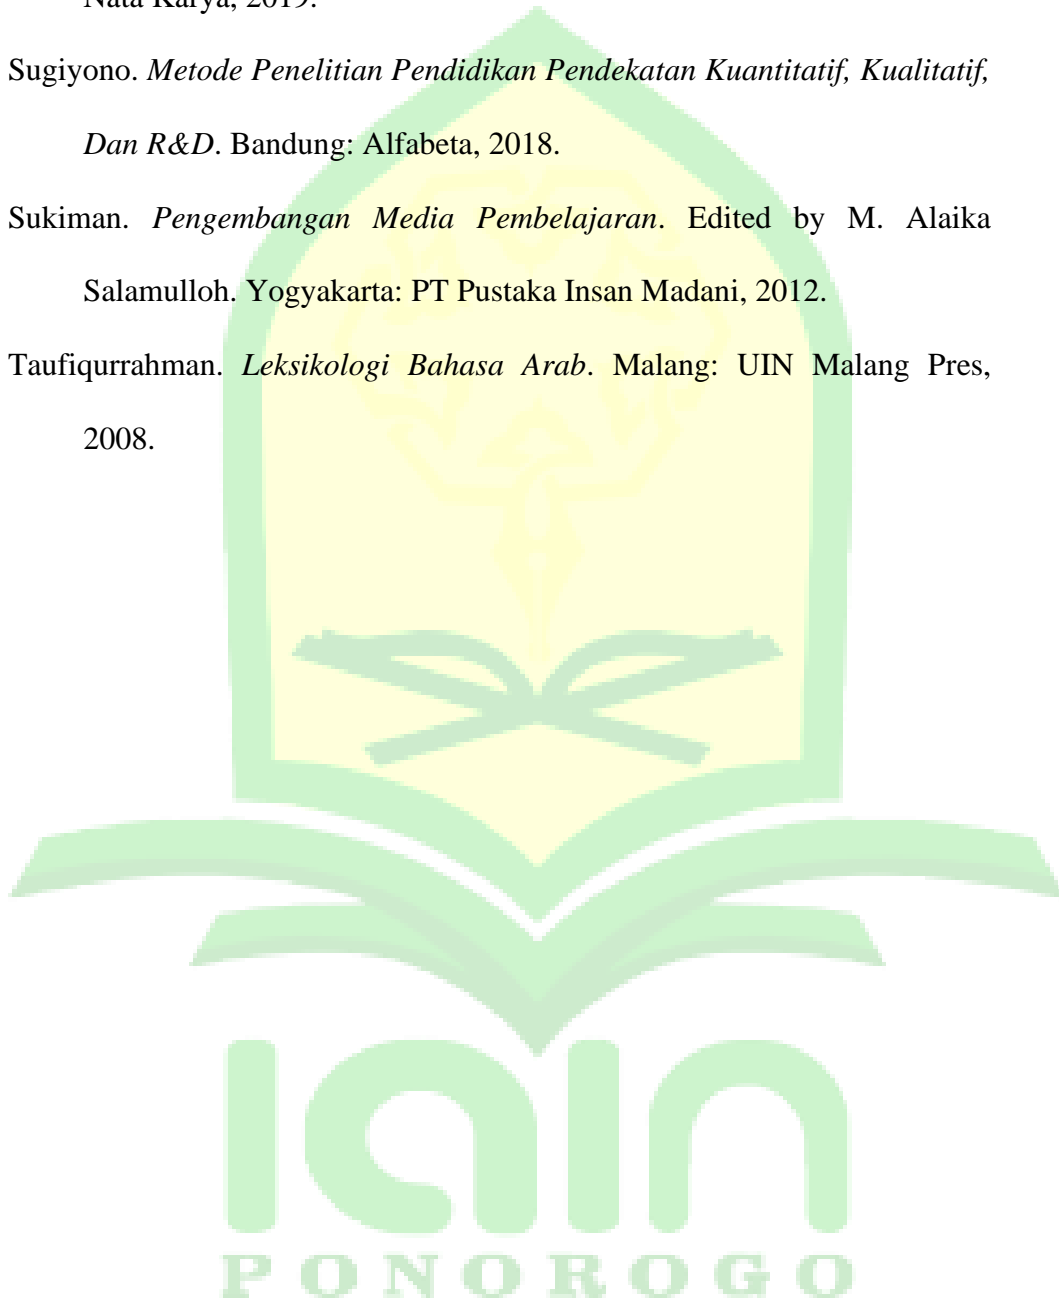 Nata Karya, 2019.
Sugiyono. Metode Penelitian Pendidikan Pendekatan Kuantitatif, Kualitatif,
Dan R&D. Bandung: Alfabeta, 2018.
Sukiman. Pengembangan Media Pembelajaran. Edited by M. Alaika
Salamulloh. Yogyakarta: PT Pustaka Insan Madani, 2012.
Taufiqurrahman. Leksikologi Bahasa Arab. Malang: UIN Malang Pres,
2008.
iain
PONOROGO